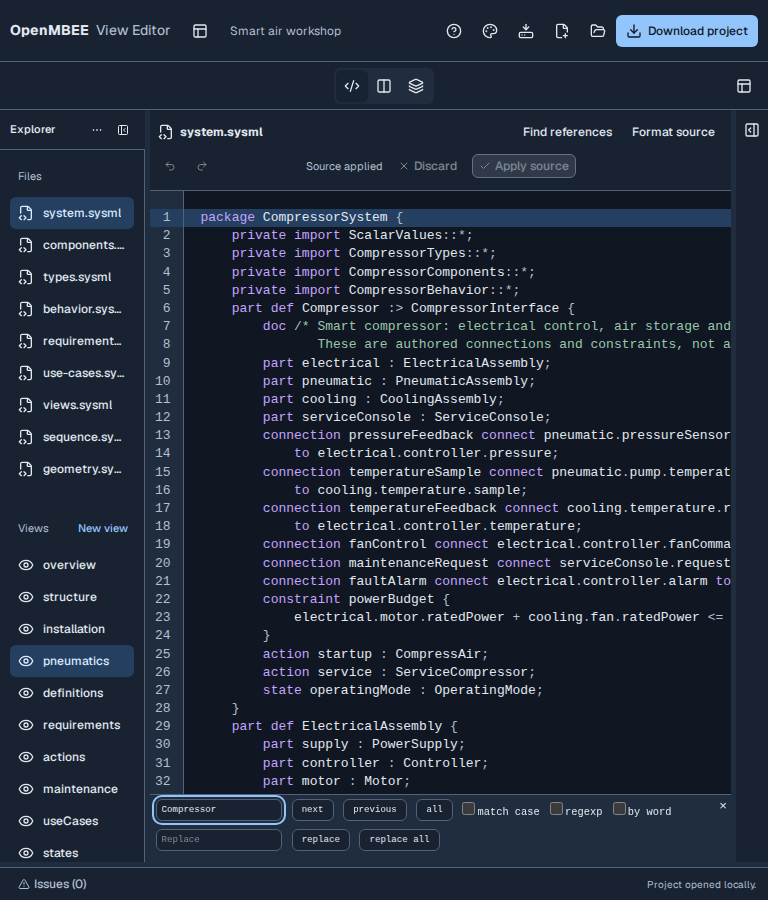 OpenMBEE View Editor Smart air workshop Download project
Explorer ...
Files
system.sysml
components....
types.sysml
behavior.sys...
requirement...
use-cases.sy...
views.sysml
sequence.sy...
geometry.sy...
Views New view
overview
structure
installation
pneumatics
definitions
requirements
actions
maintenance
useCases
states
system.sysml Find references Format source
Source applied Discard Apply source
1 package CompressorSystem {
2 private import ScalarValues::*;
3 private import CompressorTypes::*;
4 private import CompressorComponents::*;
5 private import CompressorBehavior::*;
6 part def Compressor :> CompressorInterface {
7 doc /* Smart compressor: electrical control, air storage and
8 These are authored connections and constraints, not a
9 part electrical : ElectricalAssembly;
10 part pneumatic : PneumaticAssembly;
11 part cooling : CoolingAssembly;
12 part serviceConsole : ServiceConsole;
13 connection pressureFeedback connect pneumatic.pressureSensor
14 to electrical.controller.pressure;
15 connection temperatureSample connect pneumatic.pump.temperat
16 to cooling.temperature.sample;
17 connection temperatureFeedback connect cooling.temperature.r
18 to electrical.controller.temperature;
19 connection fanControl connect electrical.controller.fanComma
20 connection maintenanceRequest connect serviceConsole.request
21 connection faultAlarm connect electrical.controller.alarm to
22 constraint powerBudget {
23 electrical.motor.ratedPower + cooling.fan.ratedPower <=
24 }
25 action startup : CompressAir;
26 action service : ServiceCompressor;
27 state operatingMode : OperatingMode;
28 }
29 part def ElectricalAssembly {
30 part supply : PowerSupply;
31 part controller : Controller;
32 part motor : Motor;
Compressor next previous all match case regexp by word ×
Replace replace replace all
Issues (0) Project opened locally.